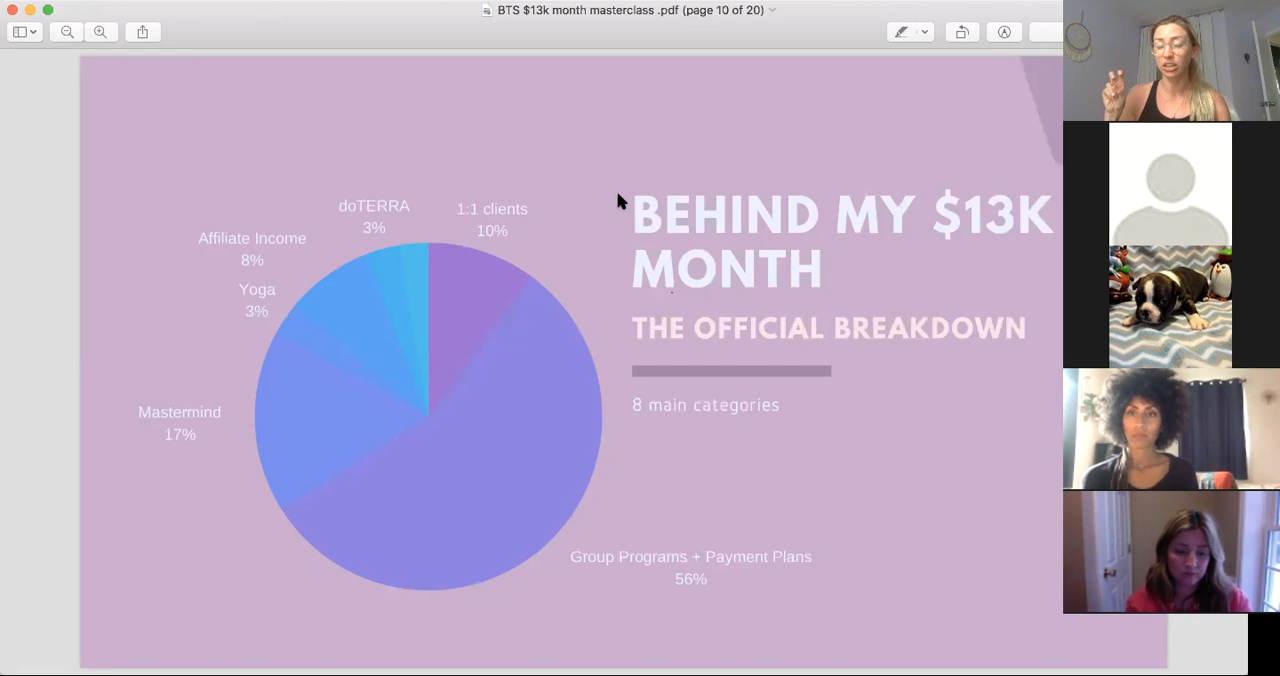 BTS $13k month masterclass .pdf (page 10 of 20)
doTERRA
3%
1:1 clients
10%
Affiliate Income
8%
Yoga
3%
Mastermind
17%
Group Programs + Payment Plans
56%
BEHIND MY $13K
MONTH
THE OFFICIAL BREAKDOWN
8 main categories